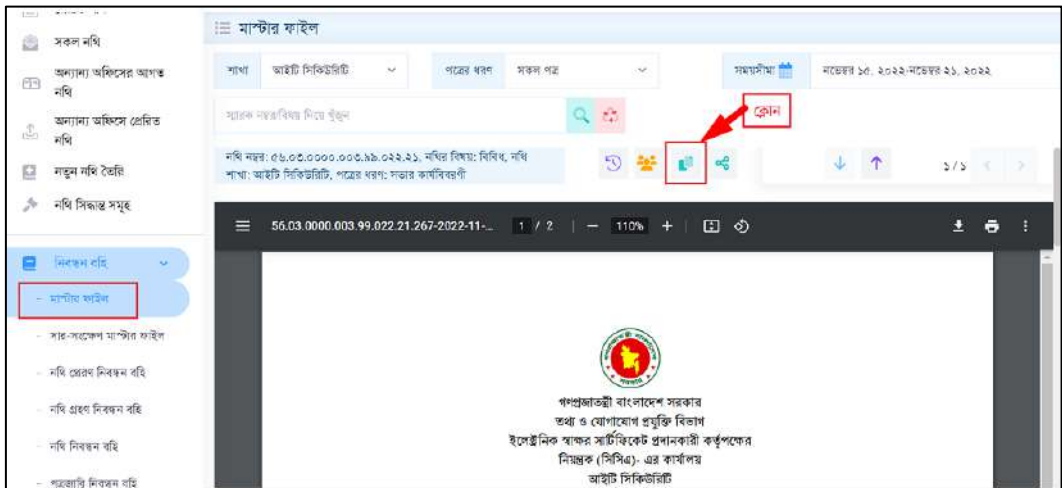 সকল নথি
অন্যান্য অফিসের আগত
নথি
অন্যান্য অফিসে প্রেরিত
নথি
নতুন নথি তৈরি
নথি সিদ্ধান্ত সমূহ
নিবন্ধন বহি
মাস্টার ফাইল
সার-সংক্ষেপ মাস্টার ফাইল
নথি প্রেরণ নিবন্ধন বহি
নথি গ্রহণ নিবন্ধন বহি
নথি নিবন্ধন বহি
পত্রজারি নিবন্ধন বহি
মাস্টার ফাইল
শাখা আইটি সিকিউরিটি পত্রের ধরণ সকল পত্র সময়সীমা নভেম্বর ১৫, ২০২২-নভেম্বর ২১, ২০২২
স্মারক নম্বর/বিষয় দিয়ে খুঁজুন
ক্লোন
নথি নম্বর: ৫৬.০৩.০০০০.০০৩.৯৯.০২২.২১, নথির বিষয়: বিবিধ, নথি
শাখা: আইটি সিকিউরিটি, পত্রের ধরণ: সভার কার্যবিবরণী
১/১
56.03.0000.003.99.022.21.267-2022-11-... 1 / 2 110%
গণপ্রজাতন্ত্রী বাংলাদেশ সরকার
তথ্য ও যোগাযোগ প্রযুক্তি বিভাগ
ইলেক্ট্রনিক স্বাক্ষর সার্টিফিকেট প্রদানকারী কর্তৃপক্ষের
নিয়ন্ত্রক (সিসিএ)- এর কার্যালয়
আইটি সিকিউরিটি